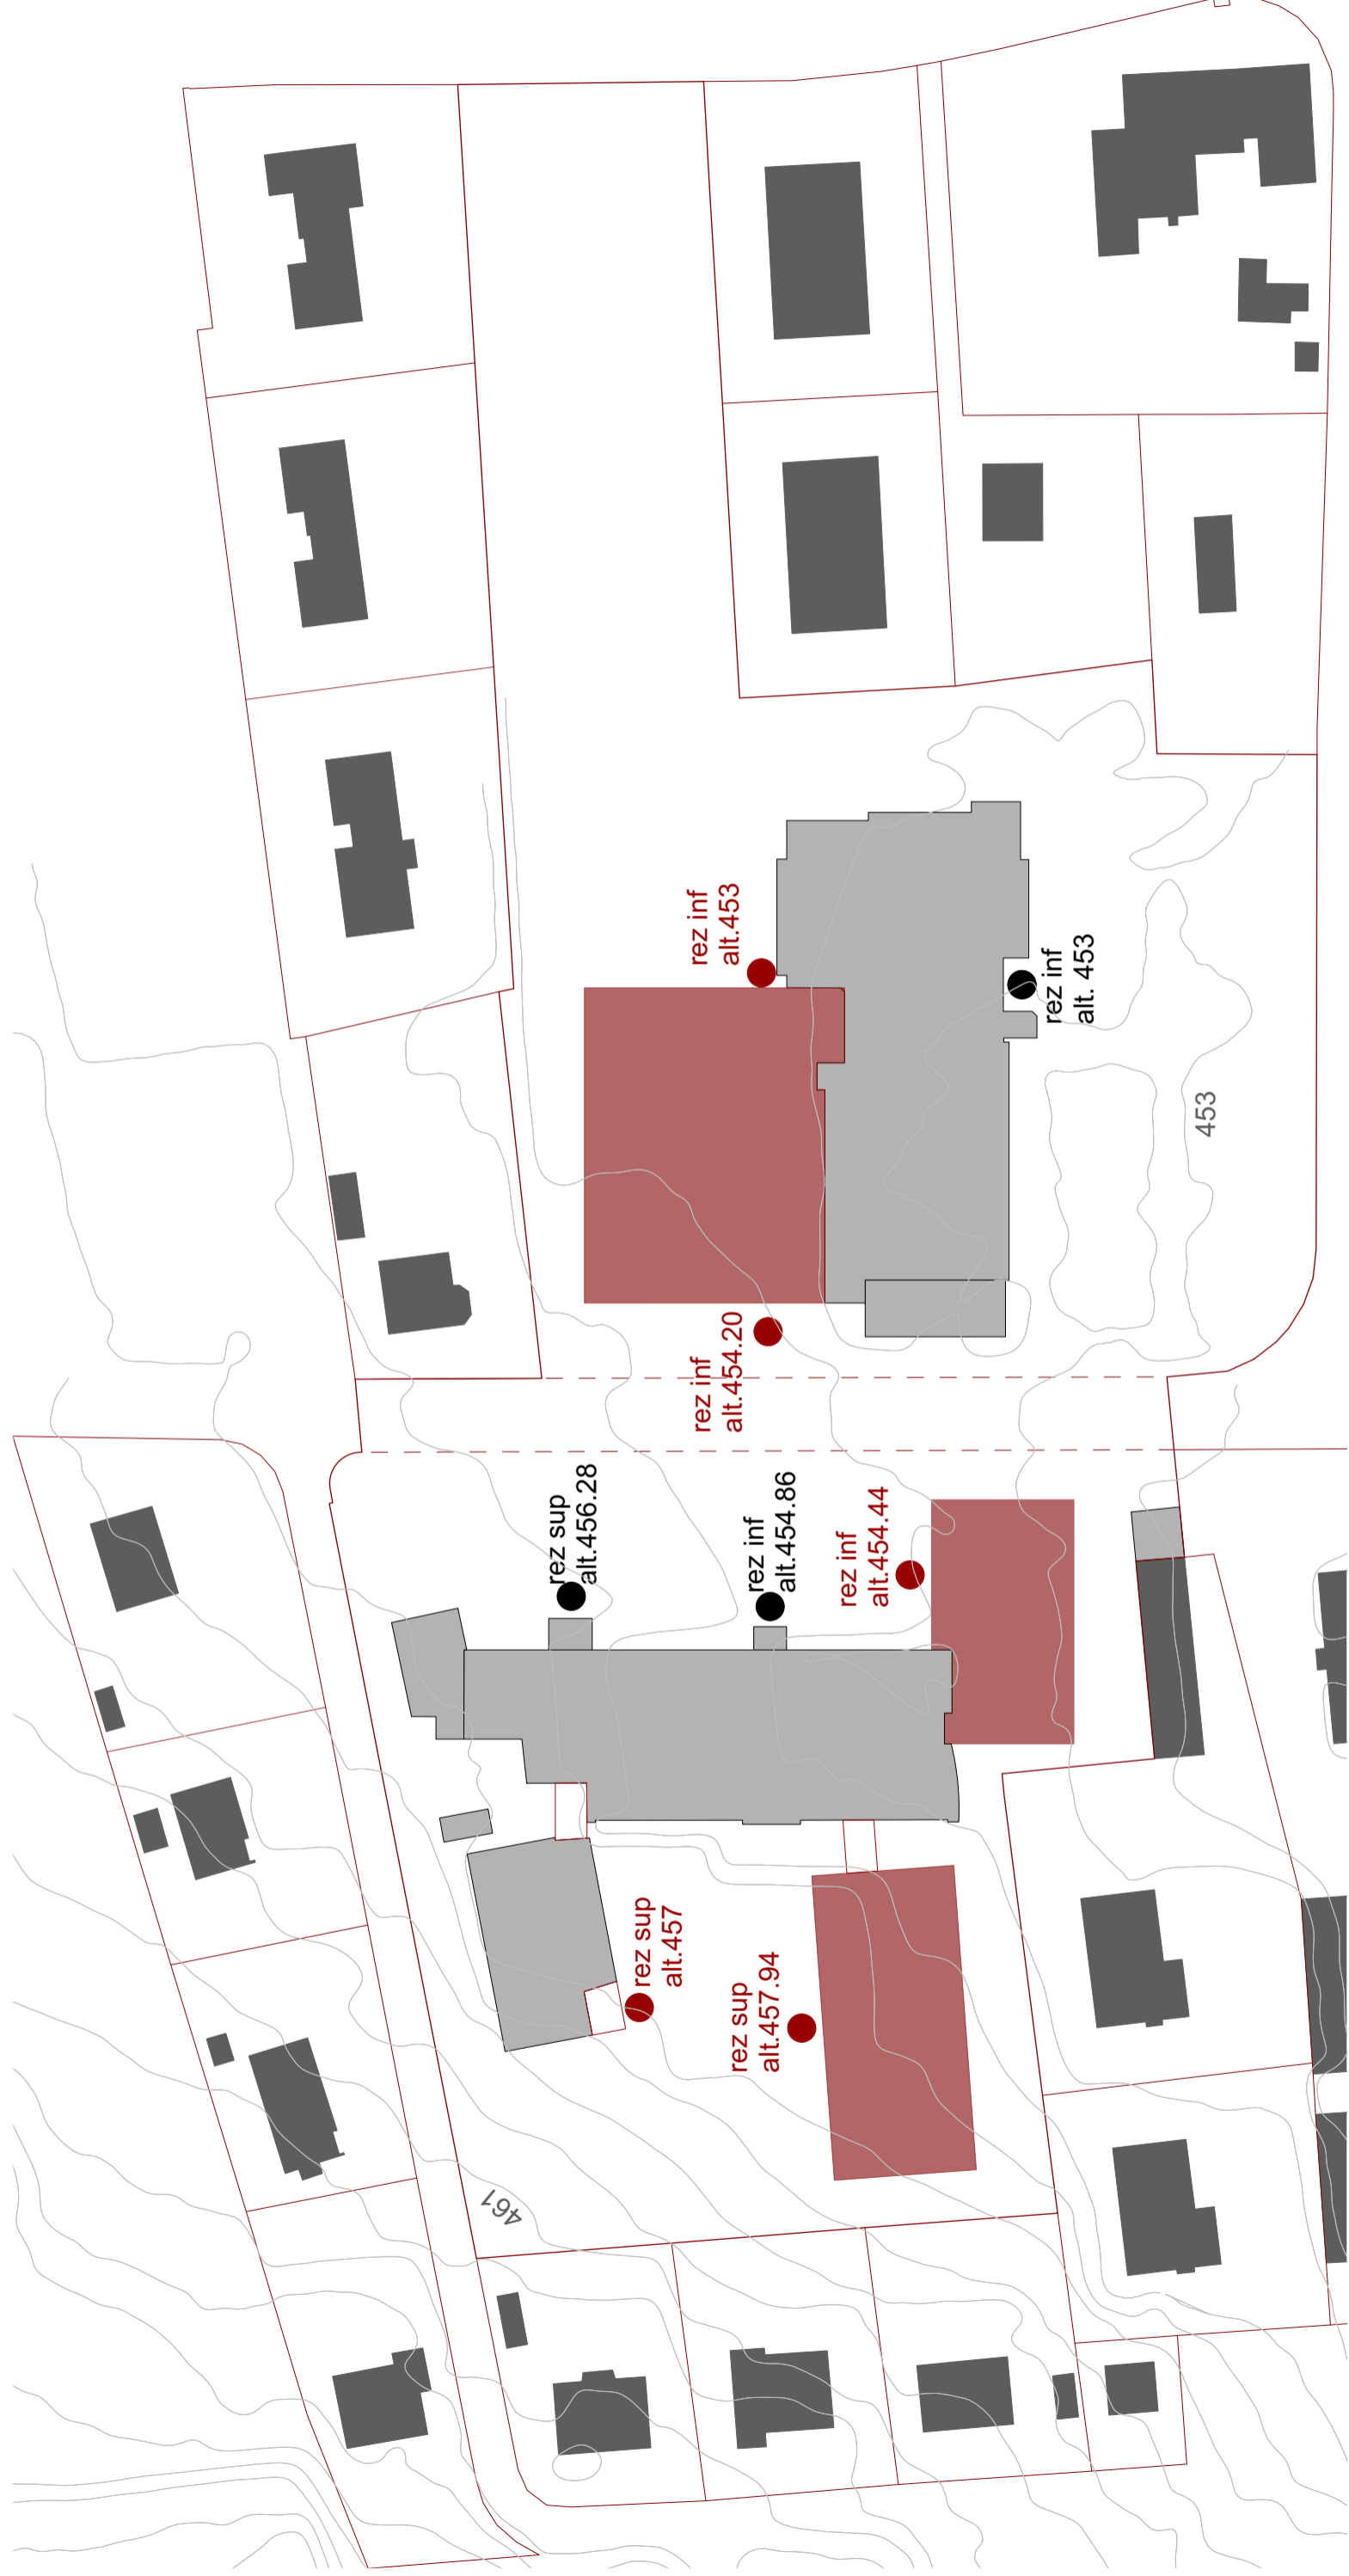 rez inf
alt.453
rez inf
alt. 453
453
rez inf
alt.454.20
rez sup
alt.456.28
rez inf
alt.454.86
rez inf
alt.454.44
rez sup
alt.457
rez sup
alt.457.94
461